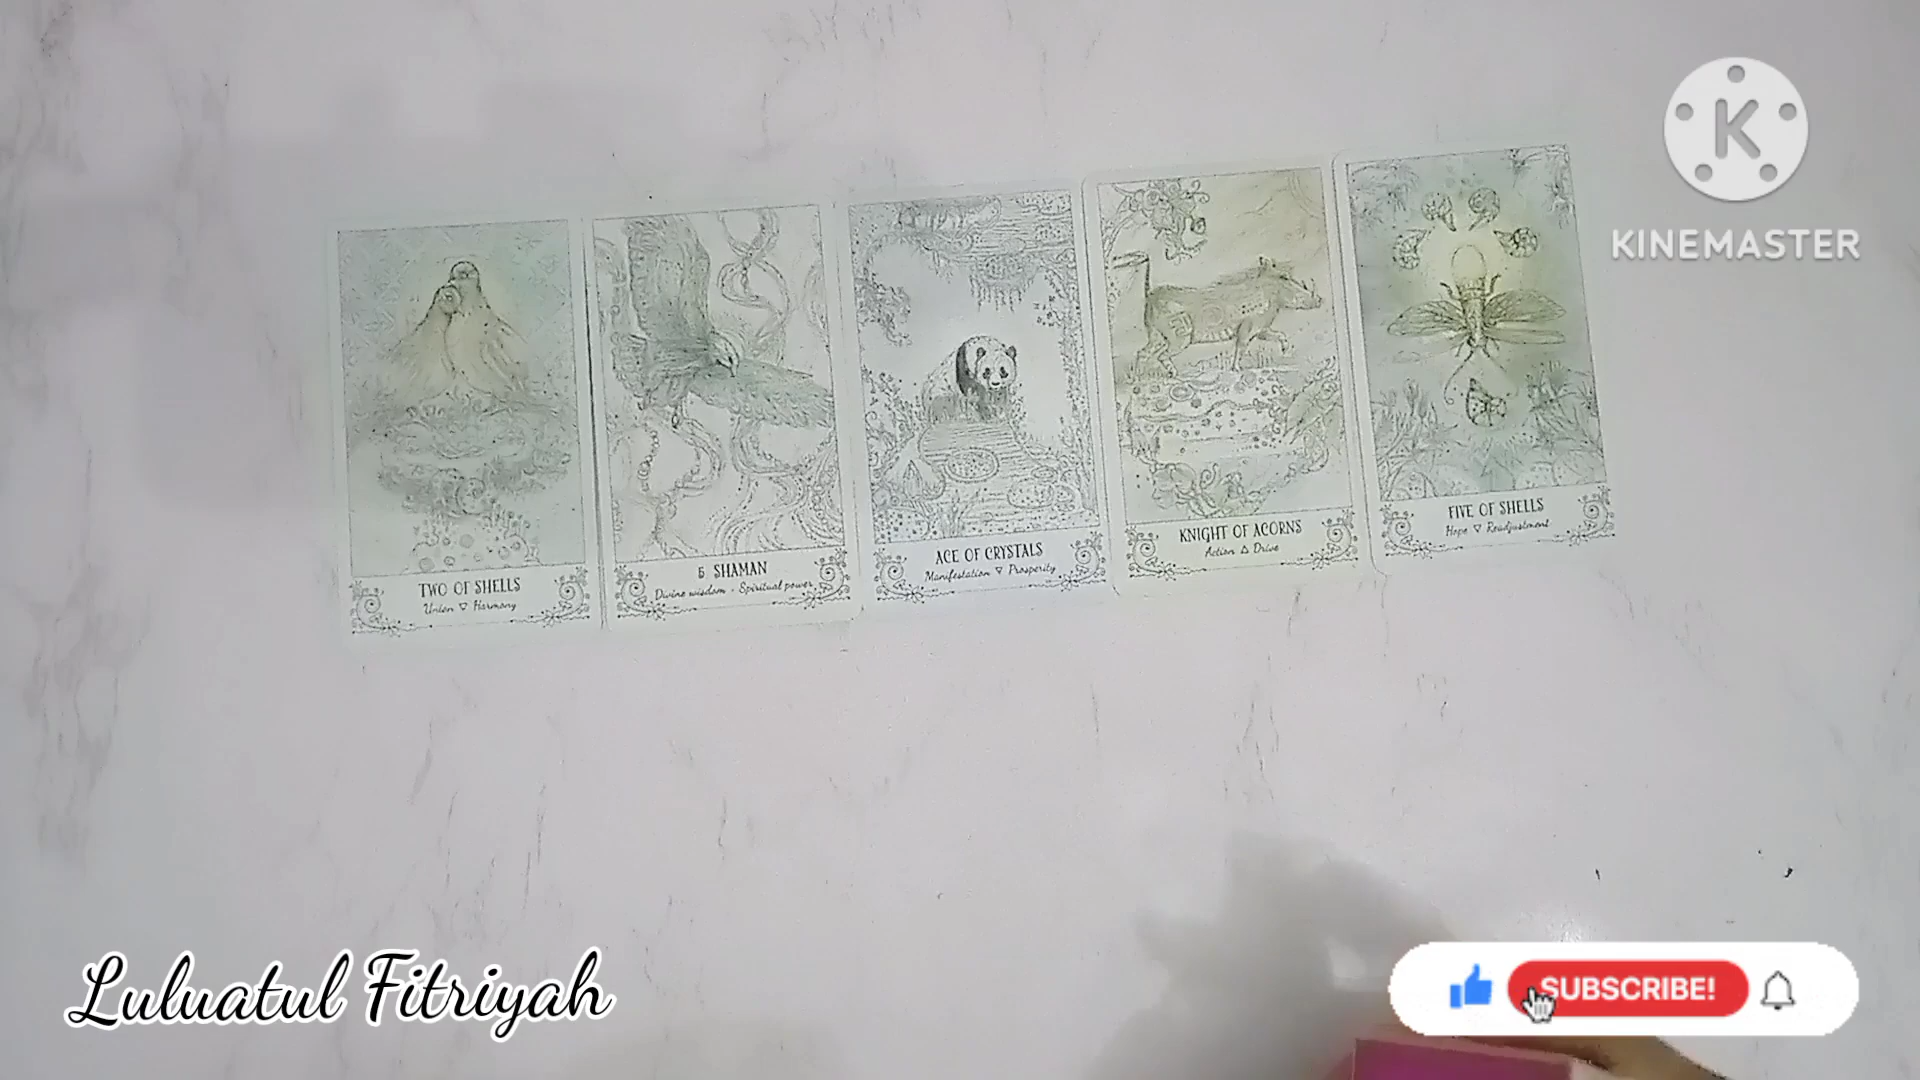 K
KINEMASTER
TWO OF SHELLS
Union ▽ Harmony
5 SHAMAN
Divine wisdom - Spiritual power
ACE OF CRYSTALS
Manifestation ▽ Prosperity
KNIGHT OF ACORNS
Action △ Drive
FIVE OF SHELLS
Hope ▽ Readjustment
Luluatul Fitriyah
SUBSCRIBE!